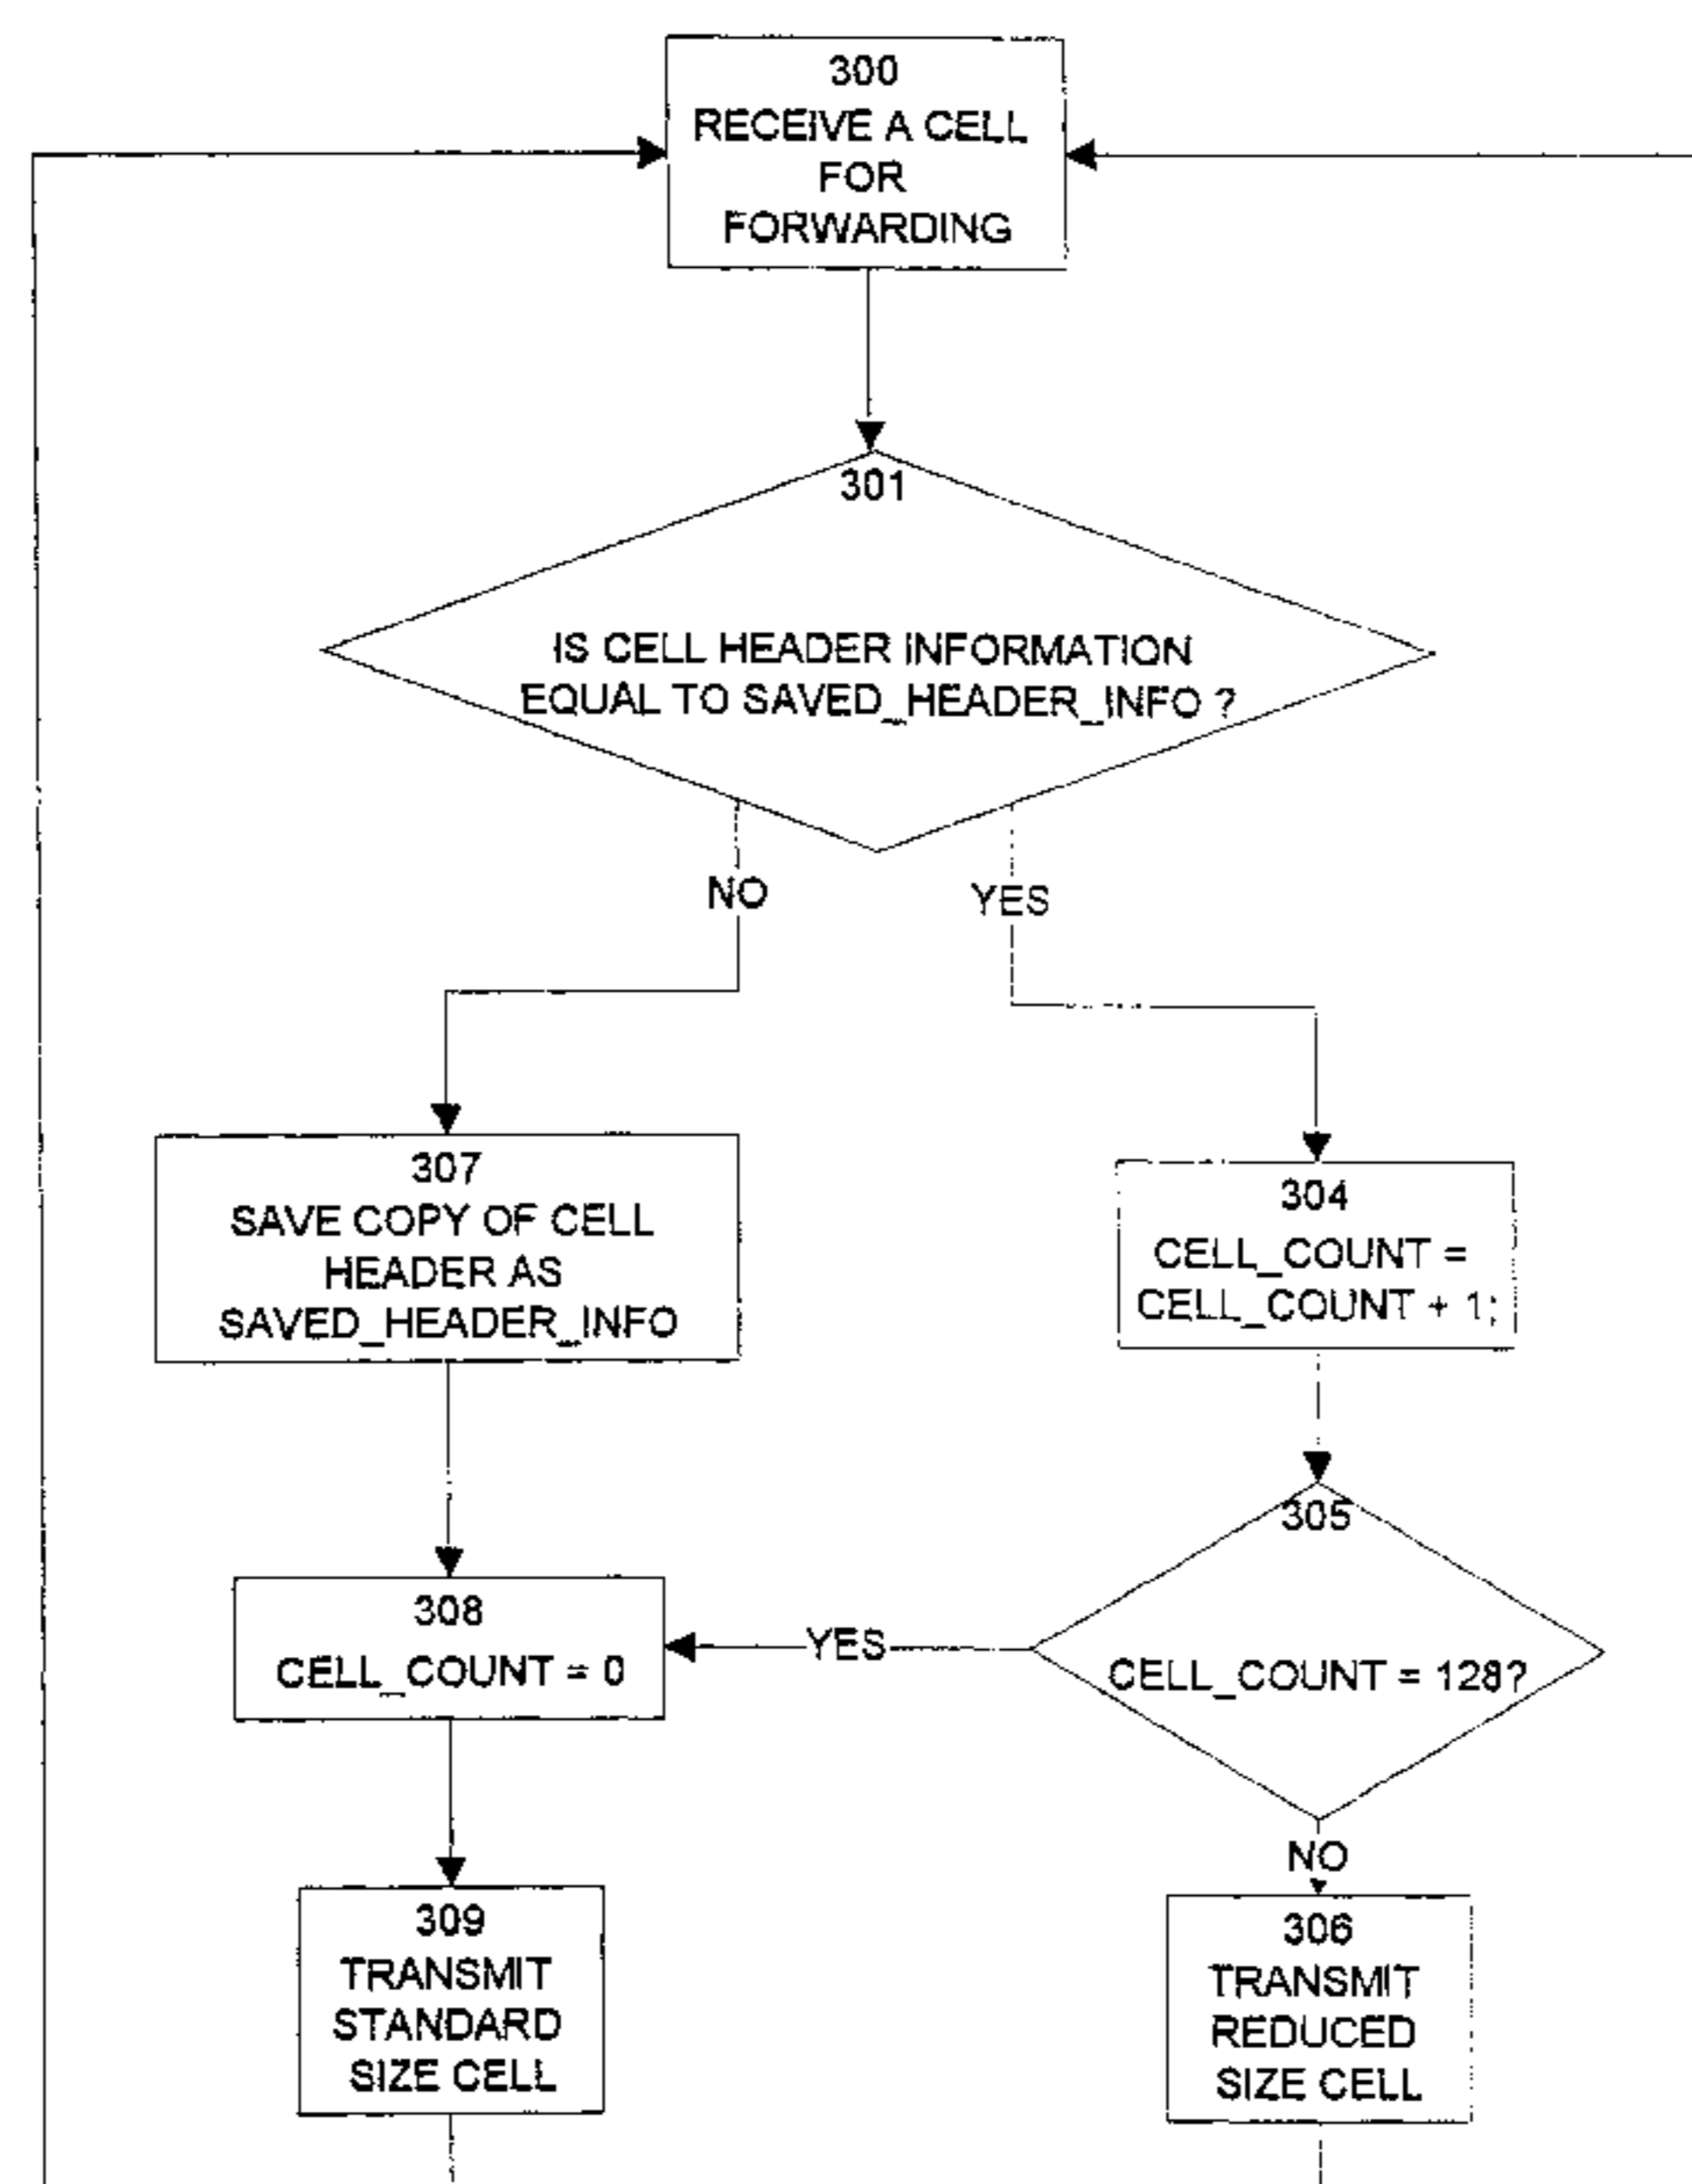 300
RECEIVE A CELL
FOR
FORWARDING
301
IS CELL HEADER INFORMATION
EQUAL TO SAVED_HEADER_INFO ?
NO
YES
307
SAVE COPY OF CELL
HEADER AS
SAVED_HEADER_INFO
304
CELL_COUNT =
CELL_COUNT + 1;
305
CELL_COUNT = 128?
YES
308
CELL_COUNT = 0
NO
309
TRANSMIT
STANDARD
SIZE CELL
306
TRANSMIT
REDUCED
SIZE CELL